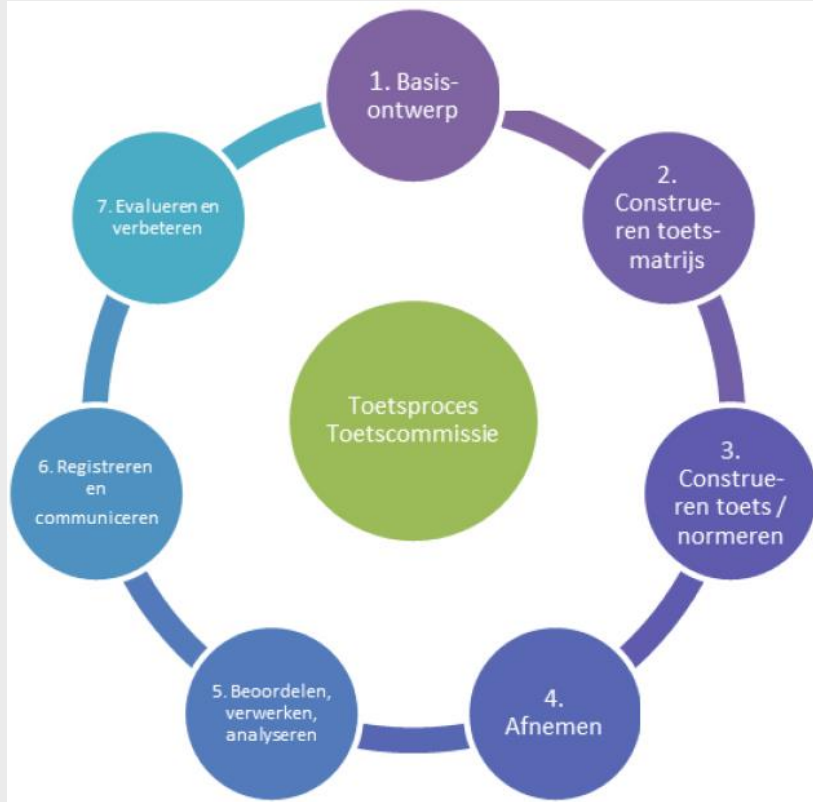 1. Basis-
ontwerp
2.
Construe-
ren toets-
matrijs
3.
Construe-
ren toets /
normeren
4.
Afnemen
5. Beoordelen,
verwerken,
analyseren
6. Registreren
en
communiceren
7. Evalueren en
verbeteren
Toetsproces
Toetscommissie